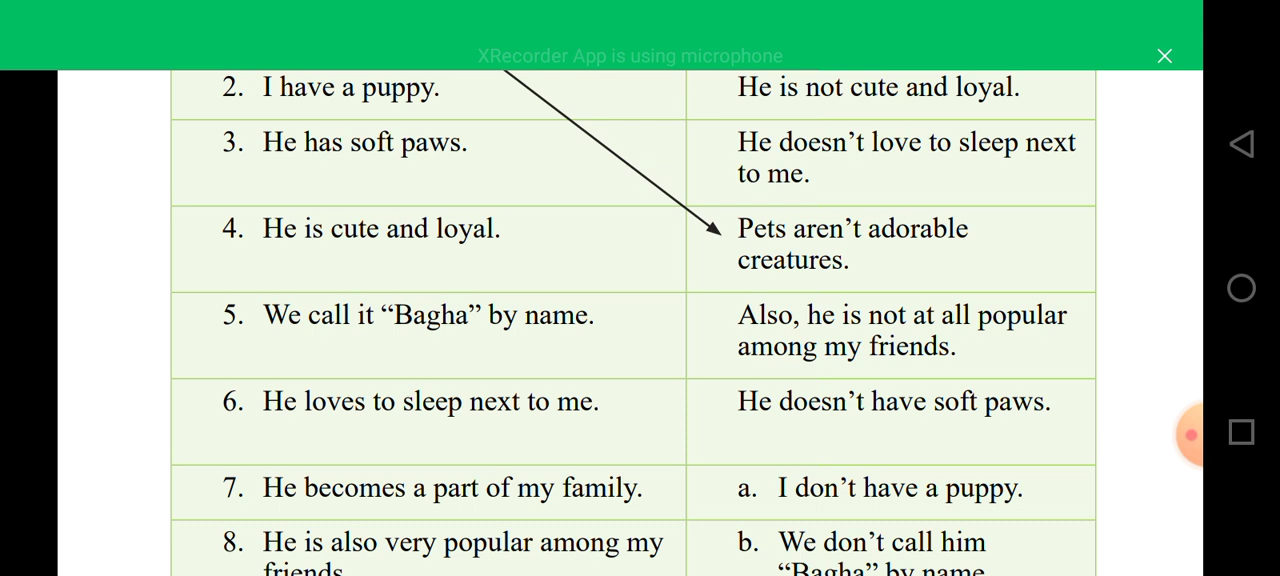 XRecorder App is using microphone
2. I have a puppy.
He is not cute and loyal.
3. He has soft paws.
He doesn’t love to sleep next
to me.
4. He is cute and loyal.
Pets aren’t adorable
creatures.
5. We call it “Bagha” by name.
Also, he is not at all popular
among my friends.
6. He loves to sleep next to me.
He doesn’t have soft paws.
7. He becomes a part of my family.
a. I don’t have a puppy.
8. He is also very popular among my
friends
b. We don’t call him
“Bagha” by name